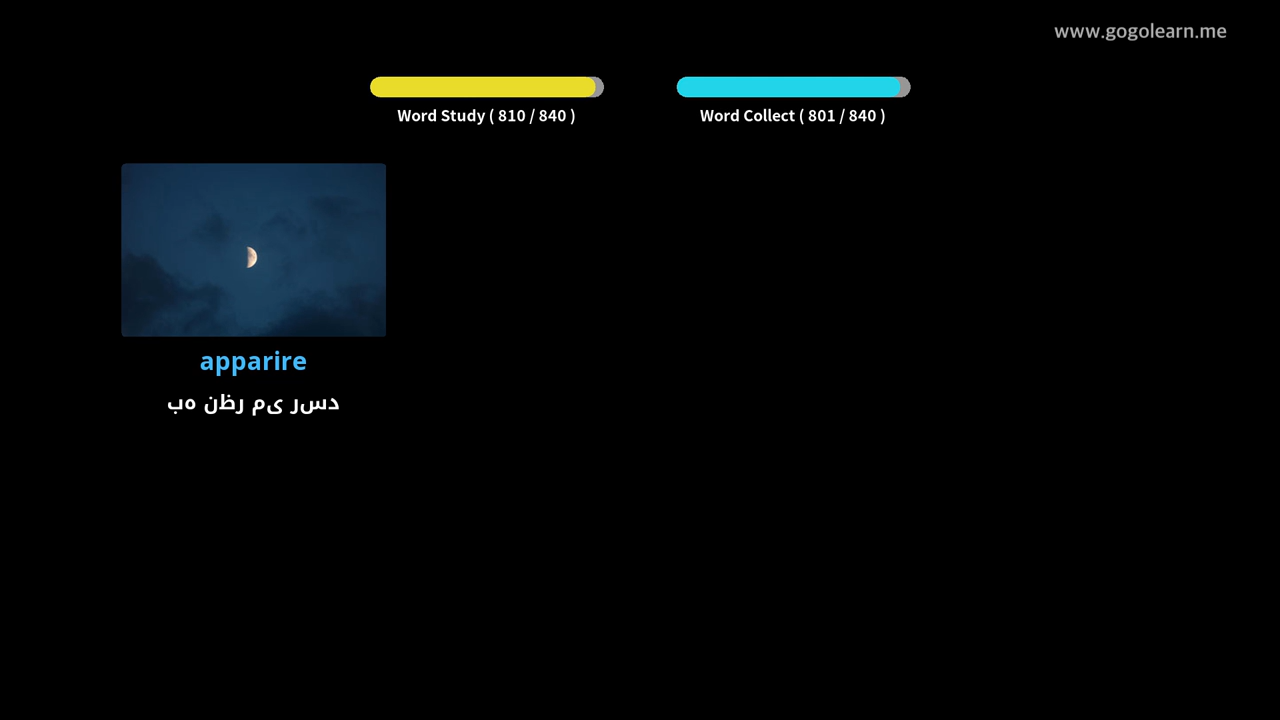 www.gogolearn.me
Word Study ( 810 / 840 )
Word Collect ( 801 / 840 )
apparire
دسر یم رظن هب